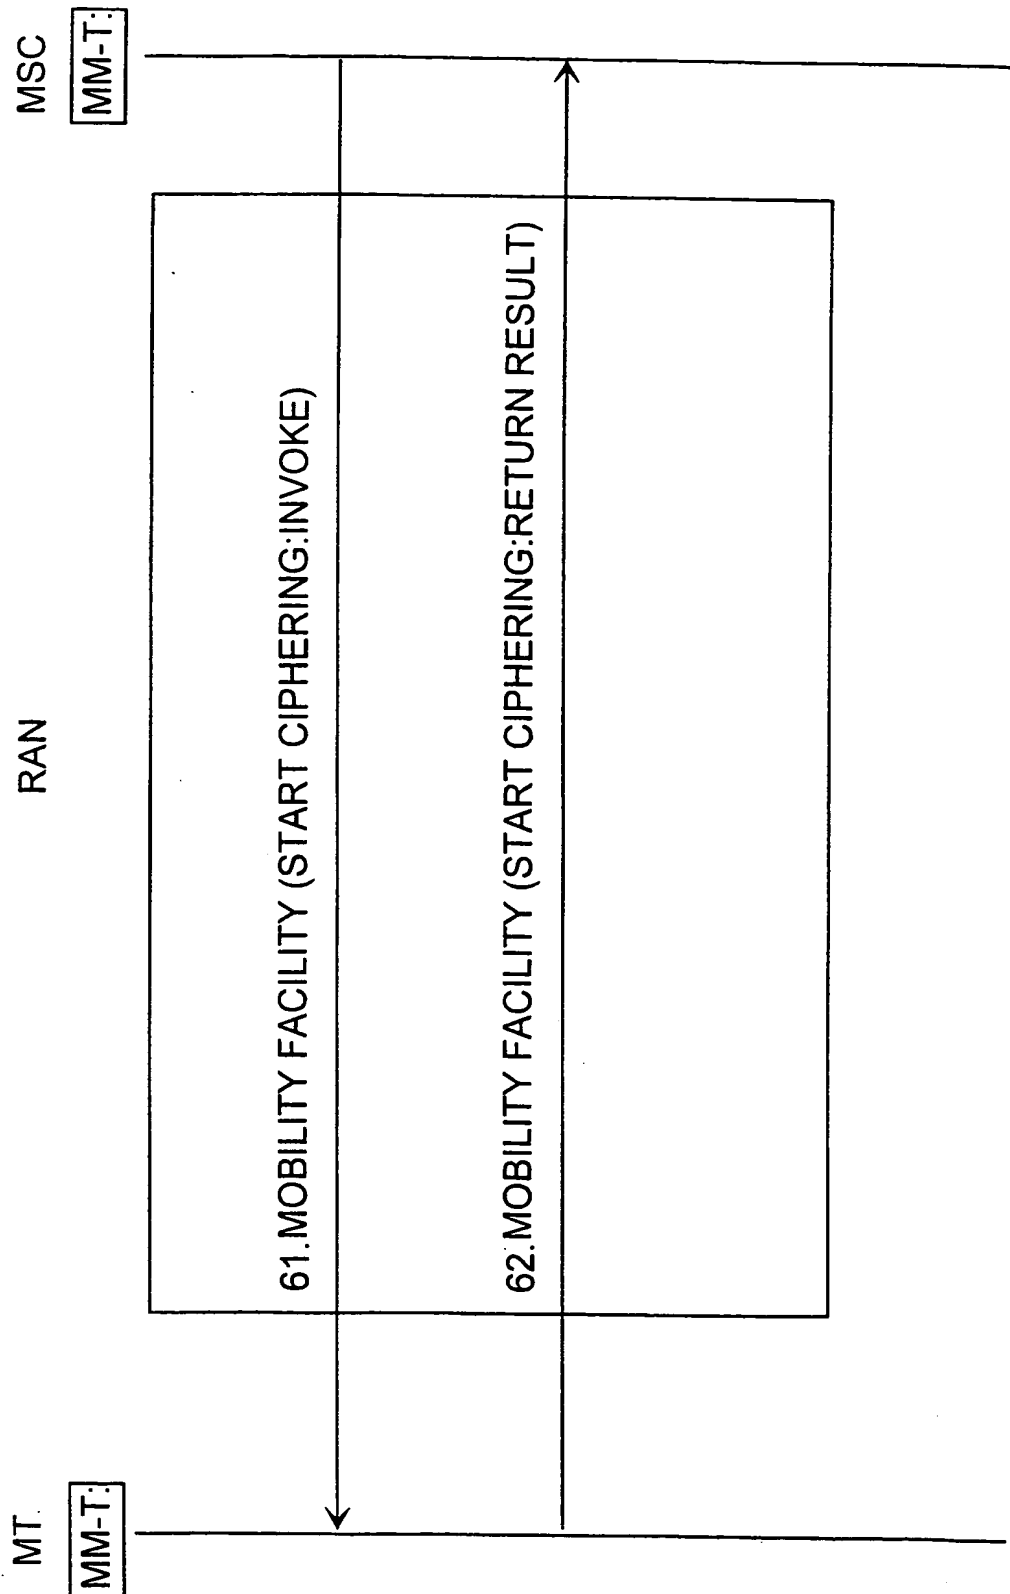 MT
RAN
MSC
MM-T:
MM-T:
61.MOBILITY FACILITY (START CIPHERING:INVOKE)
62.MOBILITY FACILITY (START CIPHERING:RETURN RESULT)